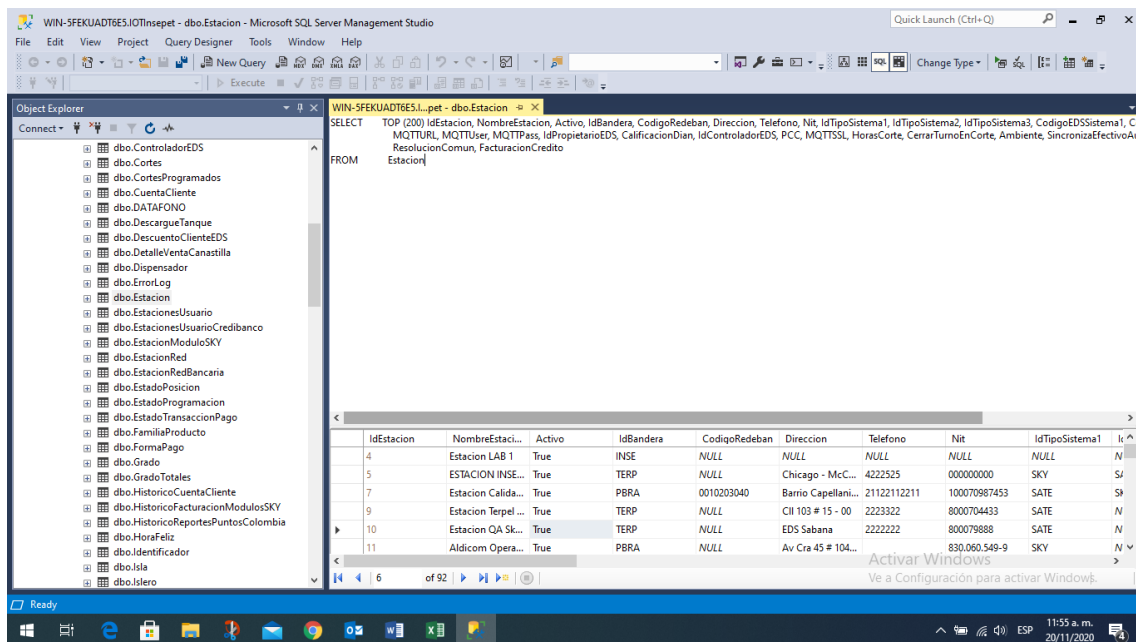 WIN-5FEKUADT6E5.IOTInsepet - dbo.Estacion - Microsoft SQL Server Management Studio
Quick Launch (Ctrl+Q)
File Edit View Project Query Designer Tools Window Help
New Query Change Type
Execute
Object Explorer
Connect
dbo.ControladorEDS
dbo.Cortes
dbo.CortesProgramados
dbo.CuentaCliente
dbo.DATAFONO
dbo.DescargueTanque
dbo.DescuentoClienteEDS
dbo.DetalleVentaCanastilla
dbo.Dispensador
dbo.ErrorLog
dbo.Estacion
dbo.EstacionesUsuario
dbo.EstacionesUsuarioCredibanco
dbo.EstacionModuloSKY
dbo.EstacionRed
dbo.EstacionRedBancaria
dbo.EstadoPosicion
dbo.EstadoProgramacion
dbo.EstadoTransaccionPago
dbo.FamiliaProducto
dbo.FormaPago
dbo.Grado
dbo.GradoTotales
dbo.HistoricoCuentaCliente
dbo.HistoricoFacturacionModulosSKY
dbo.HistoricoReportesPuntosColombia
dbo.HoraFeliz
dbo.Identificador
dbo.Isla
dbo.Islero
WIN-5FEKUADT6E5.I...pet - dbo.Estacion
SELECT TOP (200) IdEstacion, NombreEstacion, Activo, IdBandera, CodigoRedeban, Direccion, Telefono, Nit, IdTipoSistema1, IdTipoSistema2, IdTipoSistema3, CodigoEDSSistema1, C
MQTTURL, MQTTUser, MQTTPass, IdPropietarioEDS, CalificacionDian, IdControladorEDS, PCC, MQTTSSL, HorasCorte, CerrarTurnoEnCorte, Ambiente, SincronizaEfectivoA
ResolucionComun, FacturacionCredito
FROM Estacion
IdEstacion NombreEstaci... Activo IdBandera CodigoRedeban Direccion Telefono Nit IdTipoSistema1
4 Estacion LAB 1 True INSE NULL NULL NULL NULL NULL
5 ESTACION INSE... True TERP NULL Chicago - McC... 4222525 000000000 SKY
7 Estacion Calida... True PBRA 0010203040 Barrio Capellani... 21122112211 100070987453 SATE
9 Estacion Terpel ... True TERP NULL Cll 103 # 15 - 00 2223322 8000704433 SATE
10 Estacion QA Sk... True TERP NULL EDS Sabana 2222222 800079888 SATE
11 Aldicom Opera... True PBRA NULL Av Cra 45 # 104... 830.060.549-9 SKY
6 of 92
Activar Windows
Ve a Configuración para activar Windows.
Ready
ESP
11:55 a. m.
20/11/2020
4